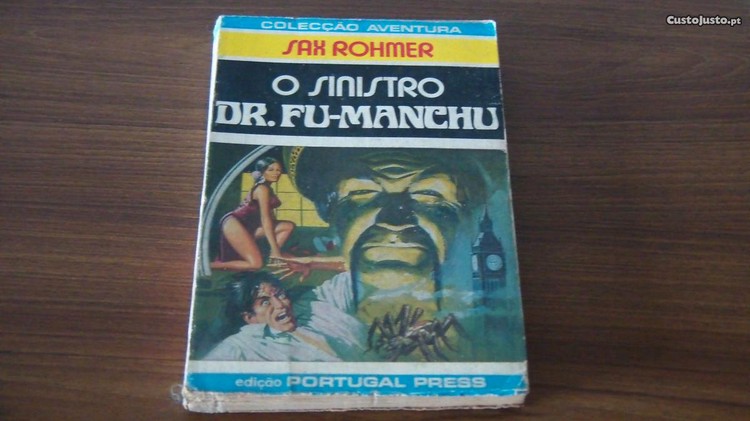 COLECÇÃO AVENTURA
SAX ROHMER
O SINISTRO
DR. FU-MANCHU
edição PORTUGAL PRESS
CustoJusto.pt